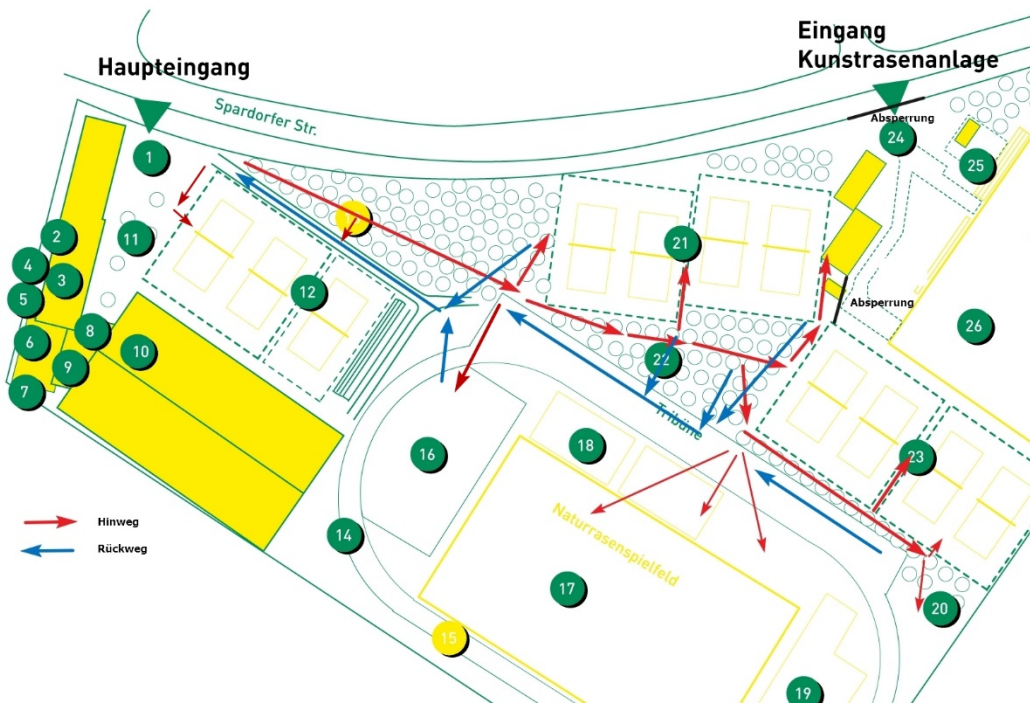 Eingang
Kunstrasenanlage
Haupteingang
Spardorfer Str.
Absperrung
24
25
1
2
11
4
3
5
12
21
Absperrung
26
6
8
10
9
7
22
Tribüne
16
18
23
Hinweg
Rückweg
14
Naturrasenspielfeld
17
20
15
19